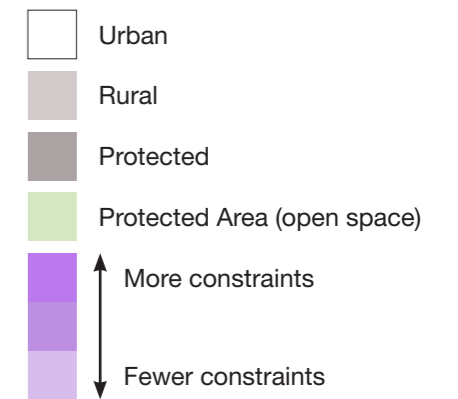 Urban
Rural
Protected
Protected Area (open space)
More constraints
Fewer constraints